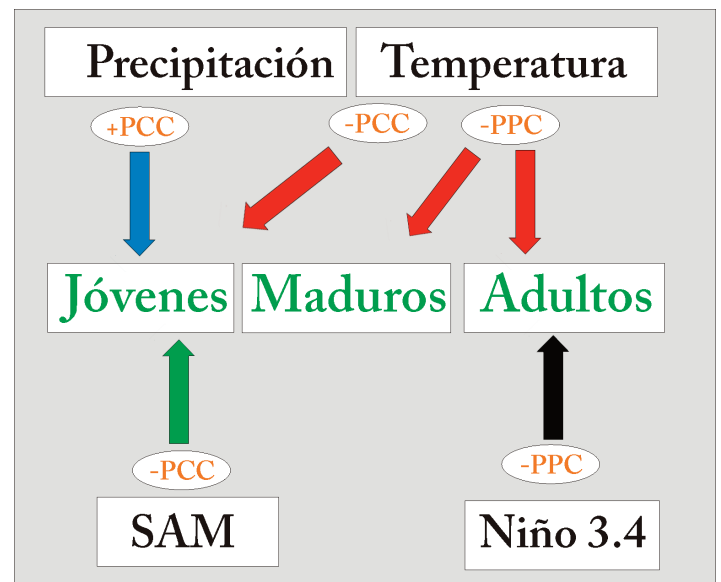 Precipitación Temperatura
+PCC -PCC -PPC
Jóvenes Maduros Adultos
-PCC -PPC
SAM Niño 3.4